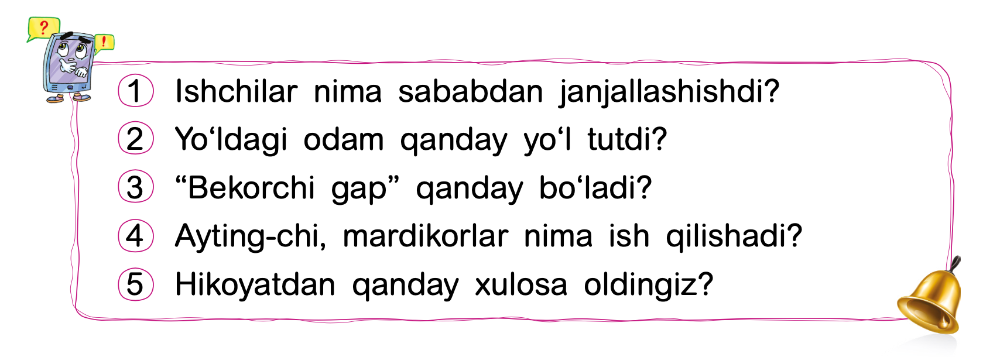 ?
!
1 Ishchilar nima sababdan janjallashishdi?
2 Yo‘ldagi odam qanday yo‘l tutdi?
3 “Bekorchi gap” qanday bo‘ladi?
4 Ayting-chi, mardikorlar nima ish qilishadi?
5 Hikoyatdan qanday xulosa oldingiz?